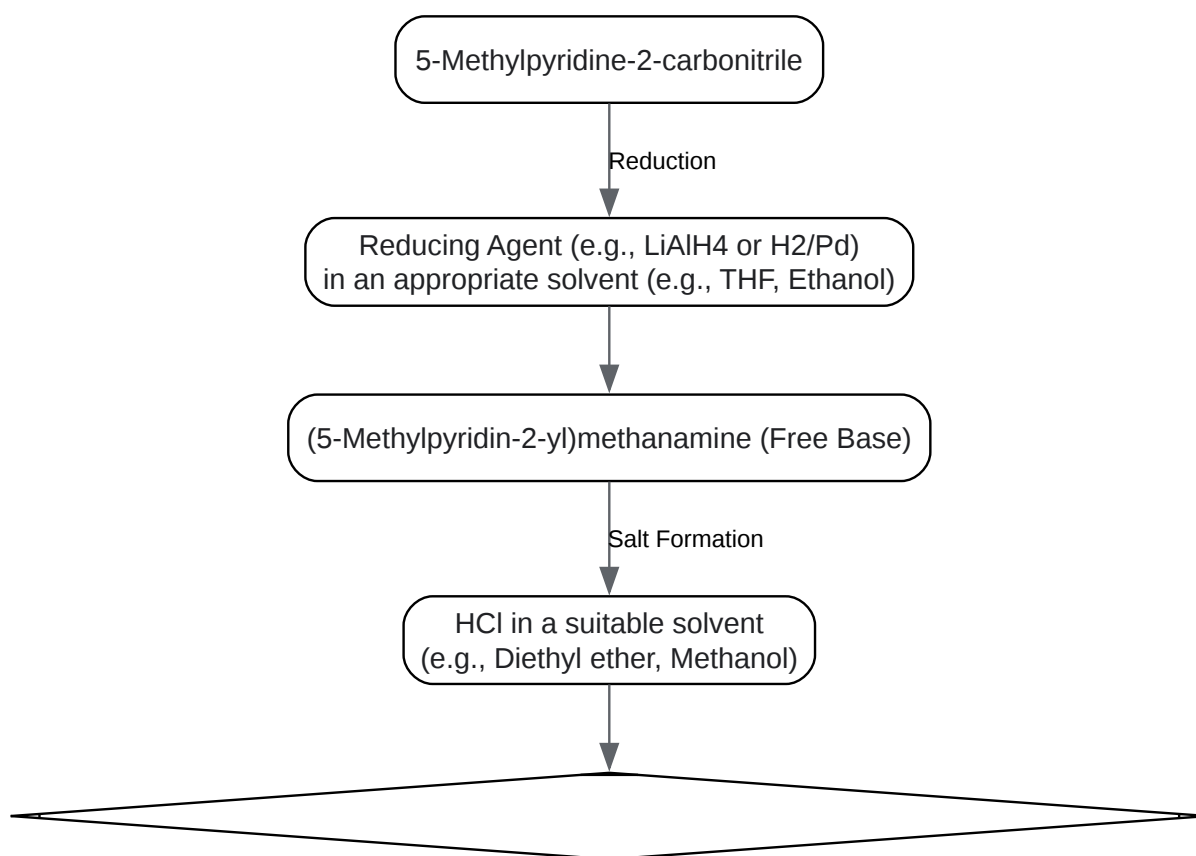 5-Methylpyridine-2-carbonitrile
Reduction
Reducing Agent (e.g., LiAlH4 or H2/Pd)
in an appropriate solvent (e.g., THF, Ethanol)
(5-Methylpyridin-2-yl)methanamine (Free Base)
Salt Formation
HCl in a suitable solvent
(e.g., Diethyl ether, Methanol)